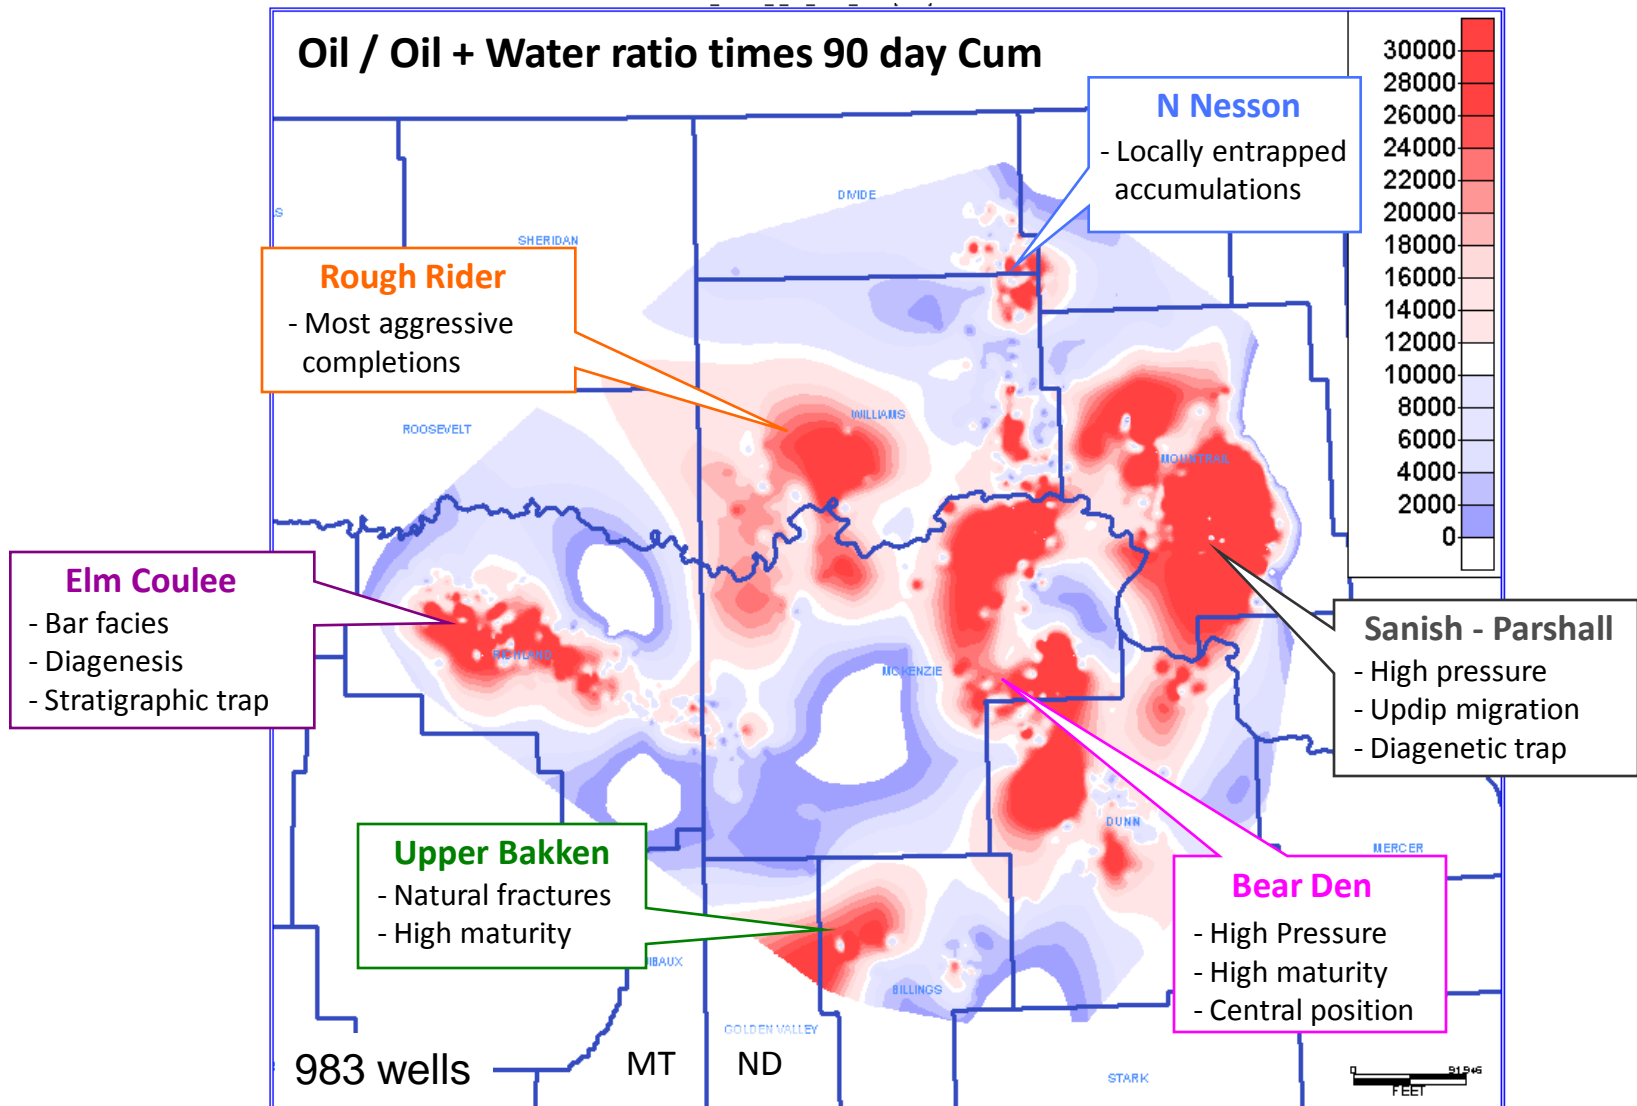 Oil / Oil + Water ratio times 90 day Cum
30000
28000
26000
24000
22000
20000
18000
16000
14000
12000
10000
8000
6000
4000
2000
0
N Nesson
- Locally entrapped
accumulations
DIVIDE
S
SHERIDAN
Rough Rider
- Most aggressive
completions
WILLIAMS
ROOSEVELT
MOUNTRAIL
Elm Coulee
- Bar facies
- Diagenesis
- Stratigraphic trap
RICHLAND
MCKENZIE
Sanish - Parshall
- High pressure
- Updip migration
- Diagenetic trap
DUNN
MERCER
Upper Bakken
- Natural fractures
- High maturity
Bear Den
- High Pressure
- High maturity
- Central position
IBAUX
BILLINGS
GOLDEN VALLEY
983 wells
MT
ND
STARK
0 91946
FEET